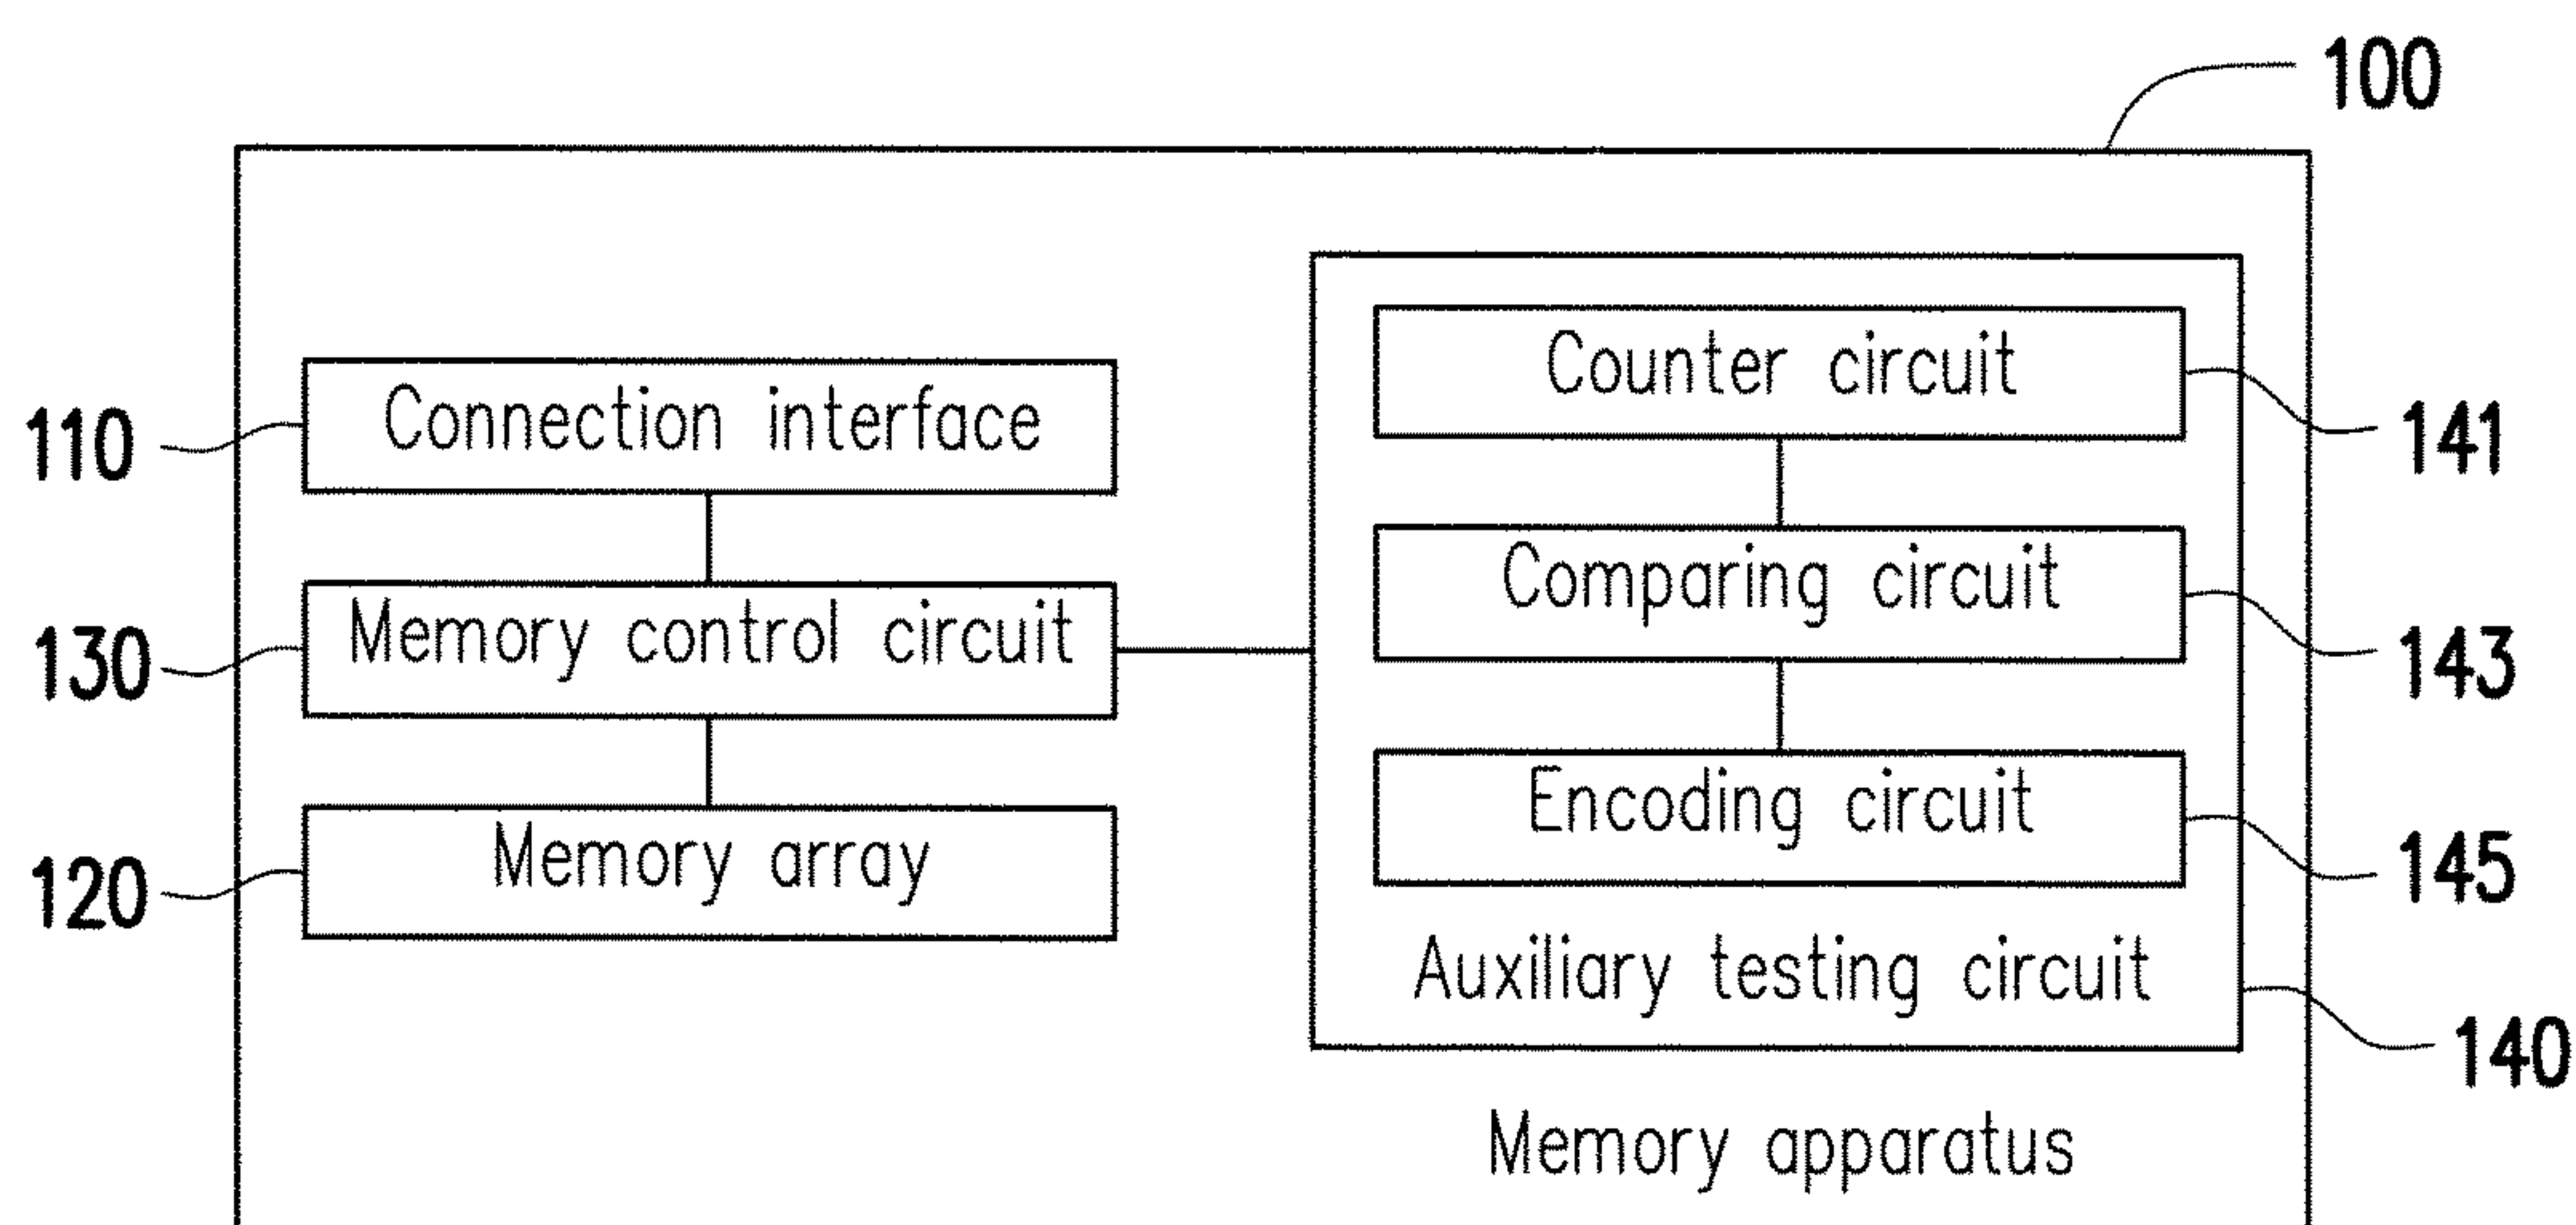 100
Counter circuit
141
Connection interface
110
Comparing circuit
143
Memory control circuit
130
Encoding circuit
145
Memory array
120
Auxiliary testing circuit
140
Memory apparatus